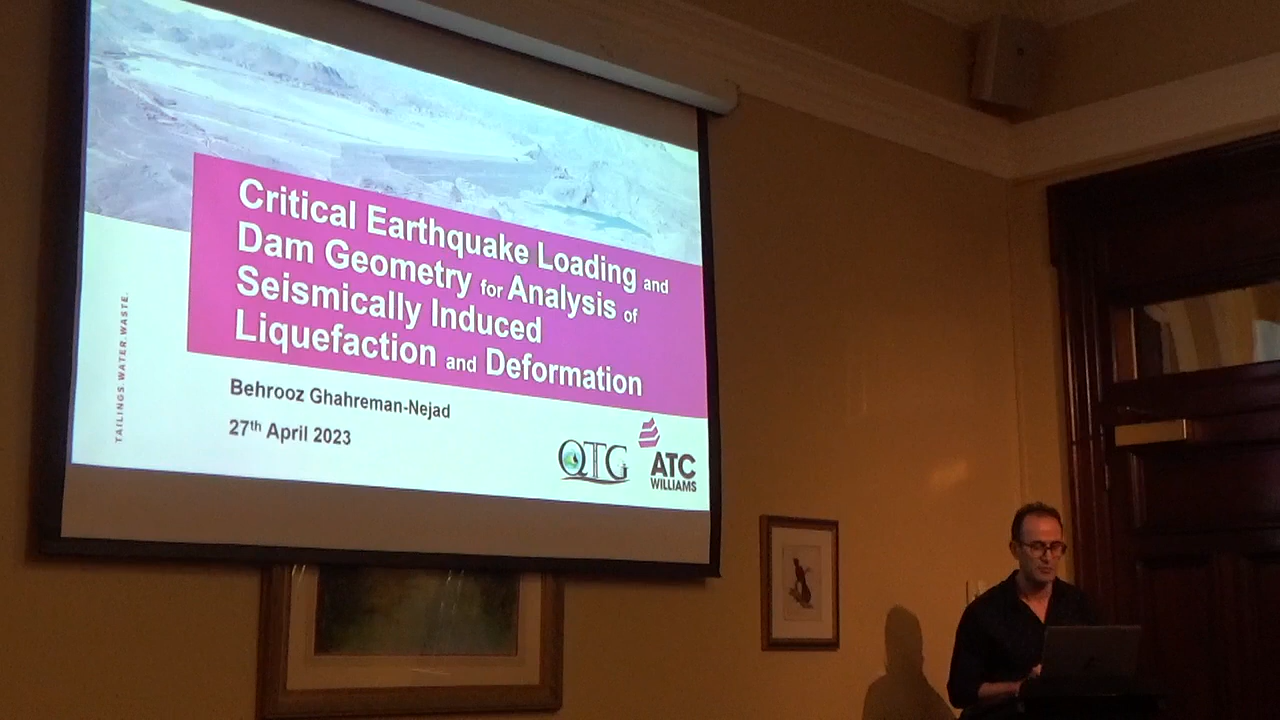 Critical Earthquake Loading and
Dam Geometry for Analysis of
Seismically Induced
Liquefaction and Deformation
TAILINGS. WATER. WASTE.
Behrooz Ghahreman-Nejad
27th April 2023
QTG
ATC
WILLIAMS